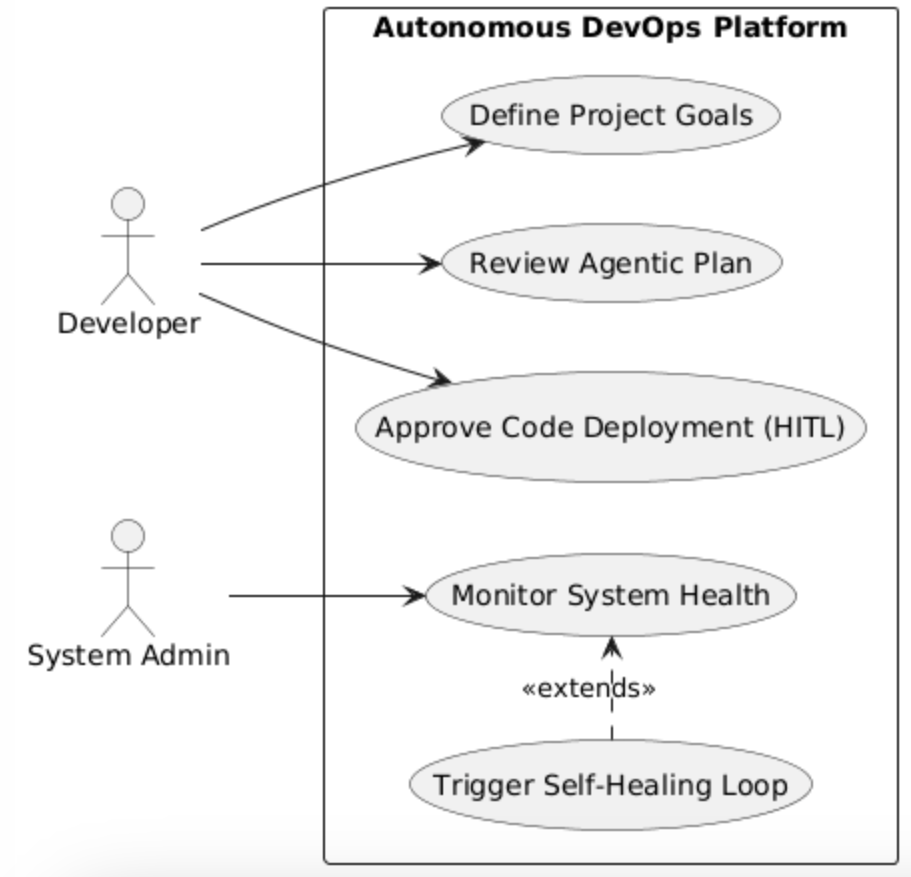 Autonomous DevOps Platform
Define Project Goals
Review Agentic Plan
Developer
Approve Code Deployment (HITL)
Monitor System Health
System Admin
«extends»
Trigger Self-Healing Loop